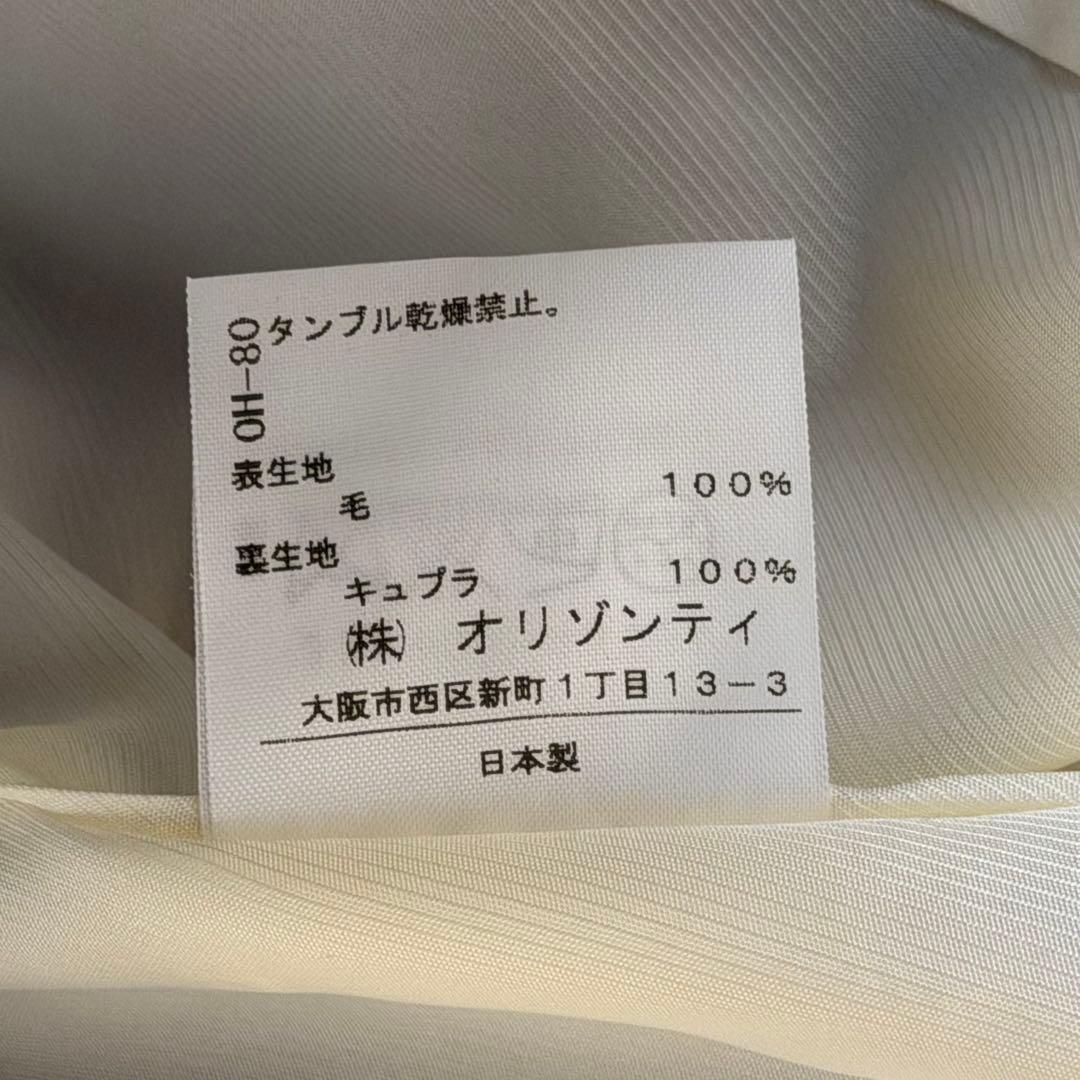 タンブル乾燥禁止。
OH-80
表生地
毛 100%
裏生地
キュプラ 100%
㈱ オリゾンティ
大阪市西区新町1丁目13-3
日本製